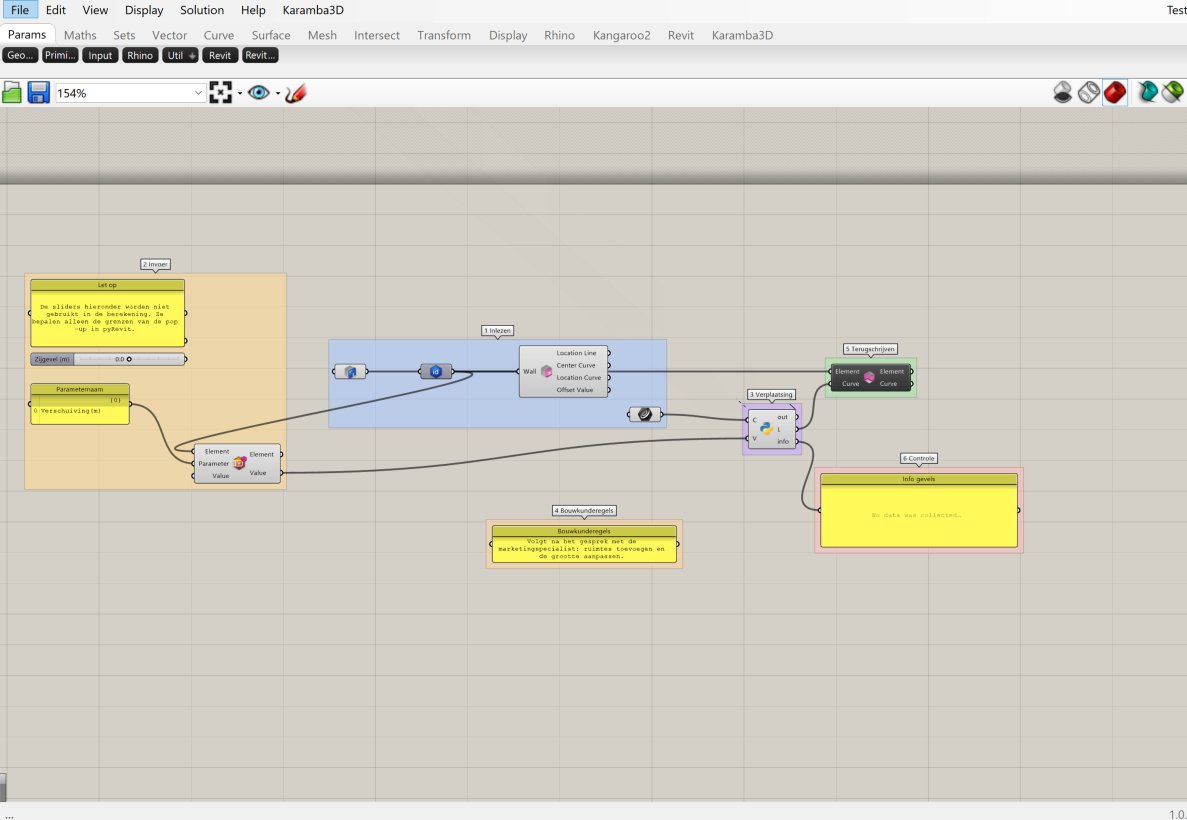 File Edit View Display Solution Help Karamba3D Test
Params Maths Sets Vector Curve Surface Mesh Intersect Transform Display Rhino Kangaroo2 Revit Karamba3D
Geo... Primi... Input Rhino Util Revit Revit...
154%
2 Invoer
Let op
De sliders hieronder worden niet
gebruikt in de berekening. Ze
bepalen alleen de grenzen van de pop
-up in pyRevit.
Zijgevel (m) 0.0
Parameternaam
{0}
0 Verschuiving(m)
Element
Parameter
Value
Element
Value
1 Inlezen
id
Wall
Location Line
Center Curve
Location Curve
Offset Value
3 Verplaatsing
C
V
out
L
info
5 Terugschrijven
Element Element
Curve Curve
4 Bouwkunderegels
Bouwkunderegels
Volgt na het gesprek met de
marketingspecialist: ruimtes toevoegen en
de grootte aanpassen.
6 Controle
Info gevels
No data was collected…
... 1.0.